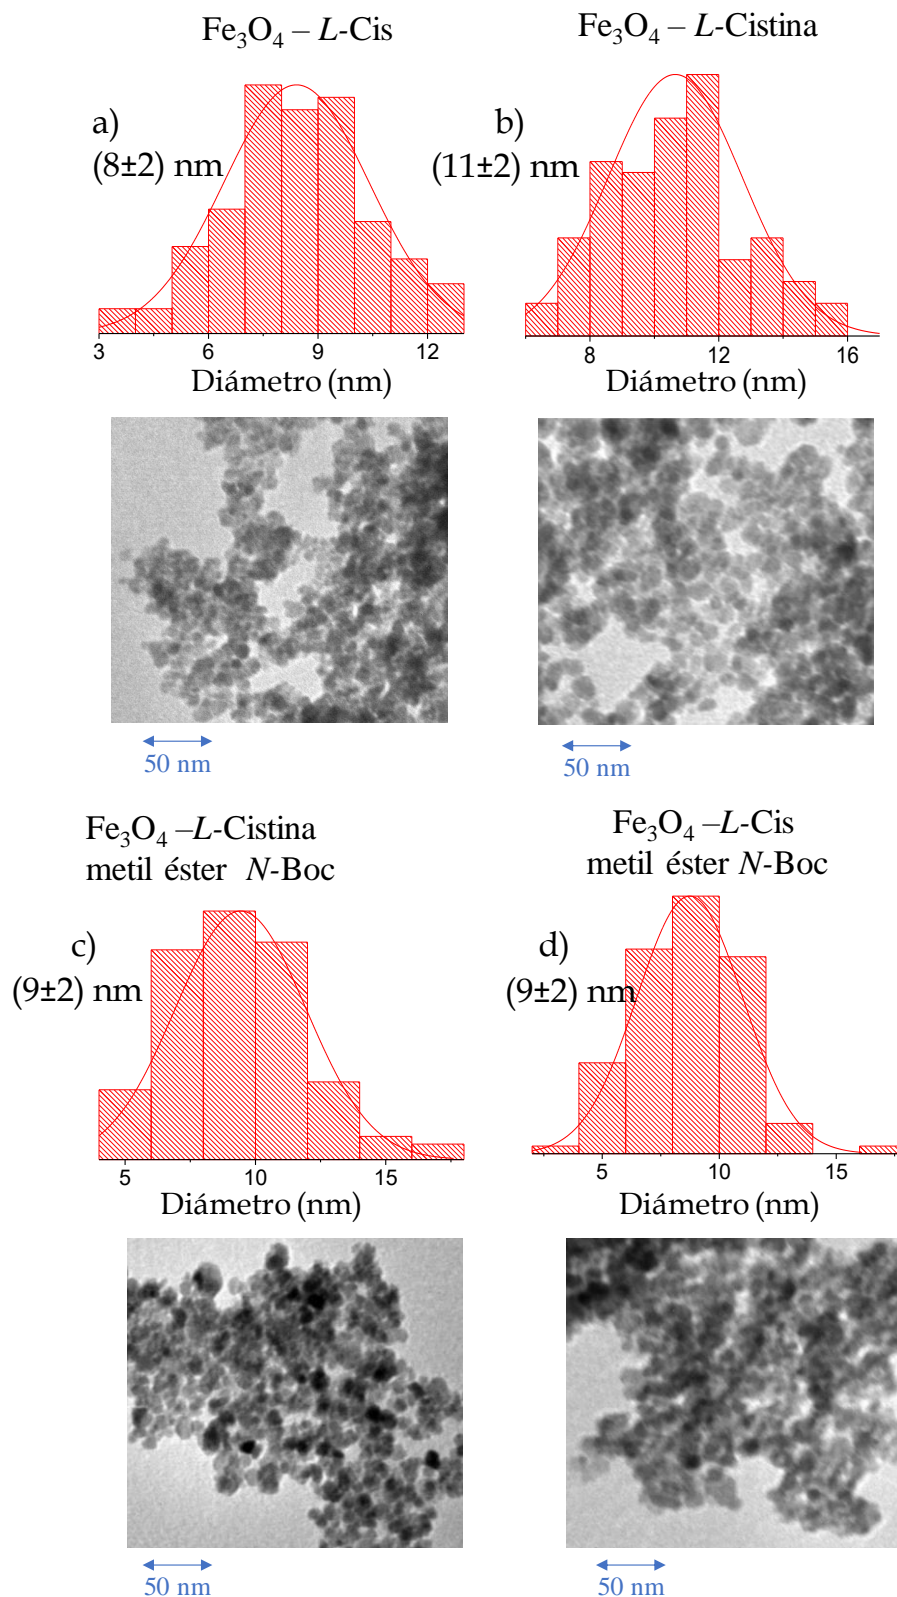 Fe₃O₄ – L-Cis
a)
(8±2) nm
3 6 9 12
Diámetro (nm)
50 nm
Fe₃O₄ – L-Cistina
b)
(11±2) nm
8 12 16
Diámetro (nm)
50 nm
Fe₃O₄ –L-Cistina
metil éster N-Boc
c)
(9±2) nm
5 10 15
Diámetro (nm)
50 nm
Fe₃O₄ –L-Cis
metil éster N-Boc
d)
(9±2) nm
5 10 15
Diámetro (nm)
50 nm